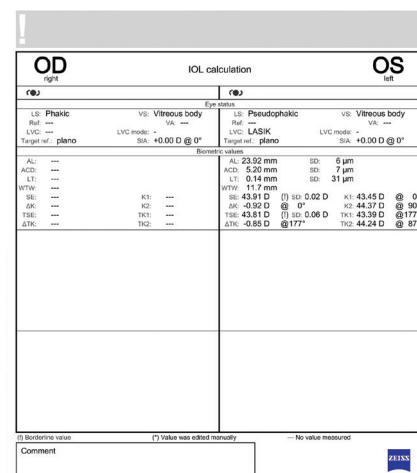 !
OD
right
IOL calculation
OS
left
Eye status
LS: Phakic VS: Vitreous body
Ref: --- VA: ---
LVC: --- LVC mode: -
Target ref.: plano SIA: +0.00 D @ 0°
LS: Pseudophakic VS: Vitreous body
Ref: --- VA: ---
LVC: LASIK LVC mode: -
Target ref.: plano SIA: +0.00 D @ 0°
Biometric values
AL: ---
ACD: ---
LT: ---
WTW: ---
SE: --- K1: ---
ΔK: --- K2: ---
TSE: --- TK1: ---
ΔTK: --- TK2: ---
AL: 23.92 mm SD: 6 µm
ACD: 5.20 mm SD: 7 µm
LT: 0.14 mm SD: 31 µm
WTW: 11.7 mm
SE: 43.91 D (!) SD: 0.02 D K1: 43.45 D @ 0
ΔK: -0.92 D @ 0° K2: 44.37 D @ 90
TSE: 43.81 D (!) SD: 0.06 D TK1: 43.39 D @177
ΔTK: -0.85 D @177° TK2: 44.24 D @ 87
(!) Borderline value (*) Value was edited manually --- No value measured
Comment
ZEISS